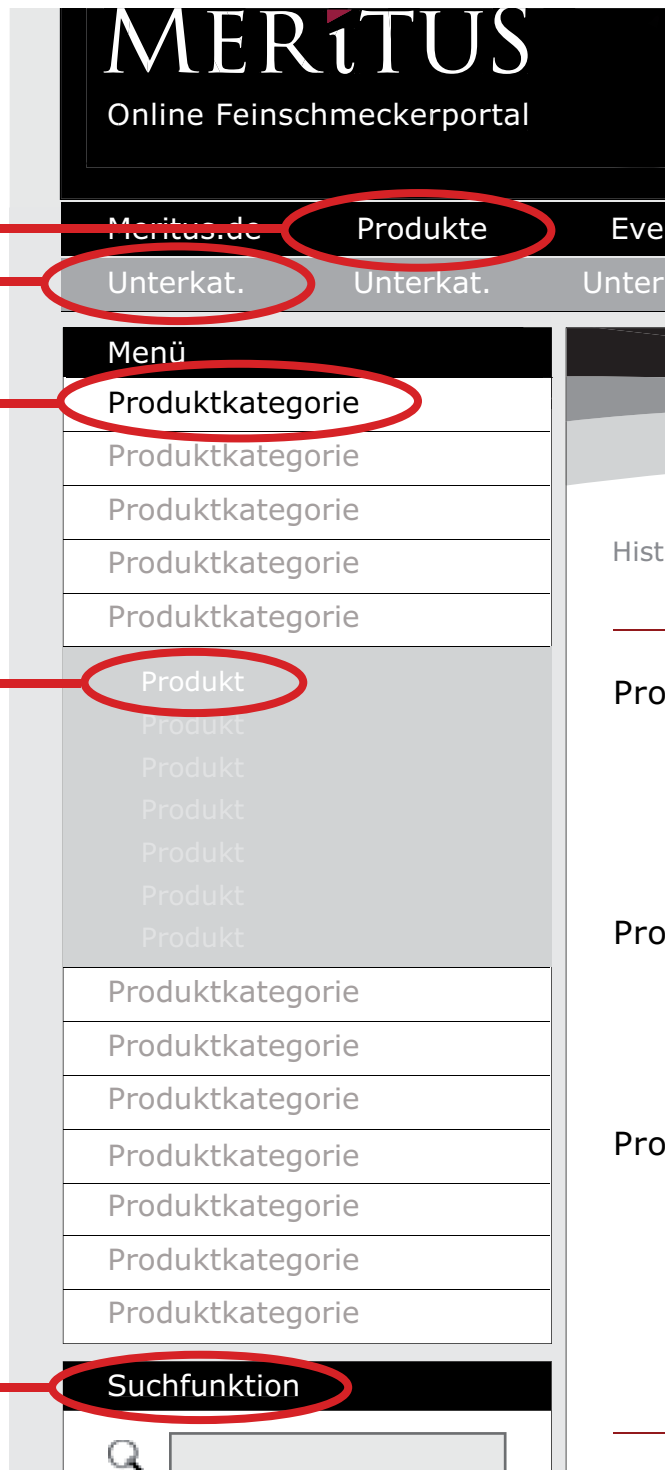 MERiTUS
Online Feinschmeckerportal
Meritus.de Produkte Eve
Unterkat. Unterkat. Unter
Menü
Produktkategorie
Produktkategorie
Produktkategorie
Produktkategorie
Hist
Produktkategorie
Produkt
Pro
Produkt
Produkt
Produkt
Produkt
Produkt
Produkt
Pro
Produktkategorie
Produktkategorie
Produktkategorie
Produktkategorie
Pro
Produktkategorie
Produktkategorie
Produktkategorie
Suchfunktion